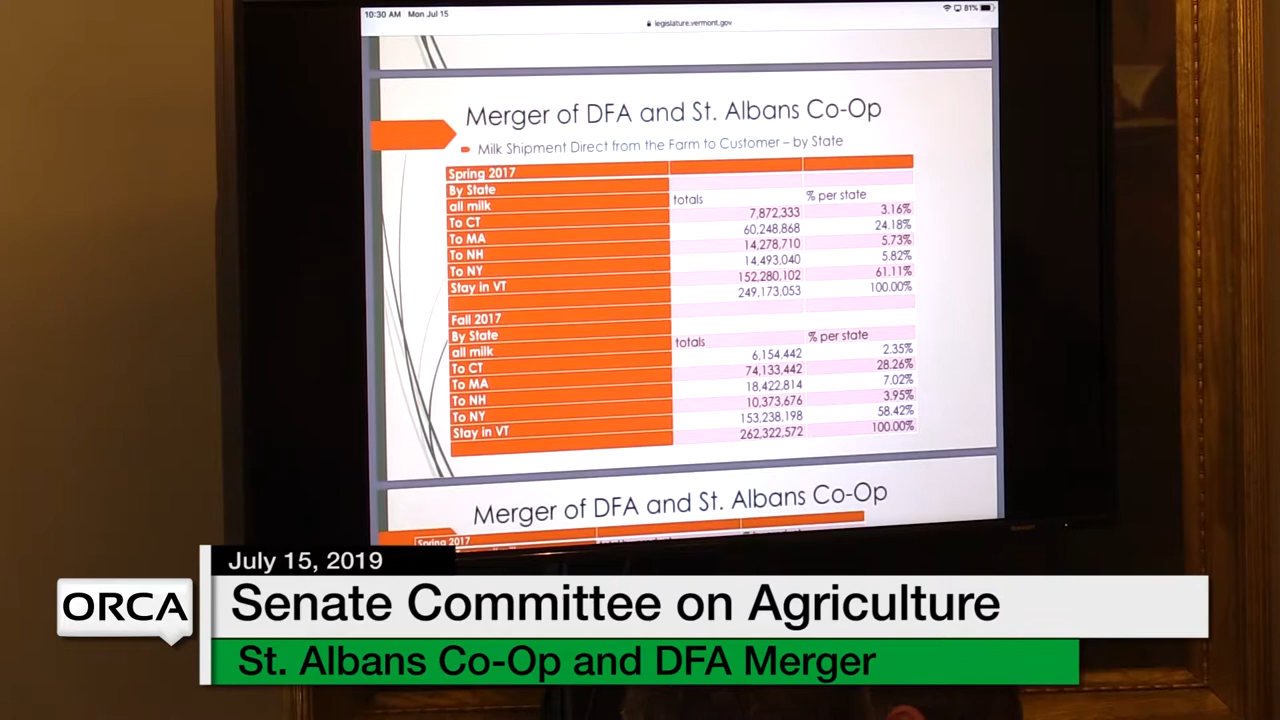 10:30 AM Mon Jul 15
81%
legislature.vermont.gov
Merger of DFA and St. Albans Co-Op
Milk Shipment Direct from the Farm to Customer – by State
Spring 2017
By State
all milk totals % per state
To CT 7,872,333 3.16%
To MA 60,248,868 24.18%
To NH 14,278,710 5.73%
To NY 14,493,040 5.82%
Stay in VT 152,280,102 61.11%
249,173,053 100.00%
Fall 2017
By State
all milk totals % per state
To CT 6,154,442 2.35%
To MA 74,133,442 28.26%
To NH 18,422,814 7.02%
To NY 10,373,676 3.95%
Stay in VT 153,238,198 58.42%
262,322,572 100.00%
Merger of DFA and St. Albans Co-Op
Spring 2017
July 15, 2019
ORCA
Senate Committee on Agriculture
St. Albans Co-Op and DFA Merger